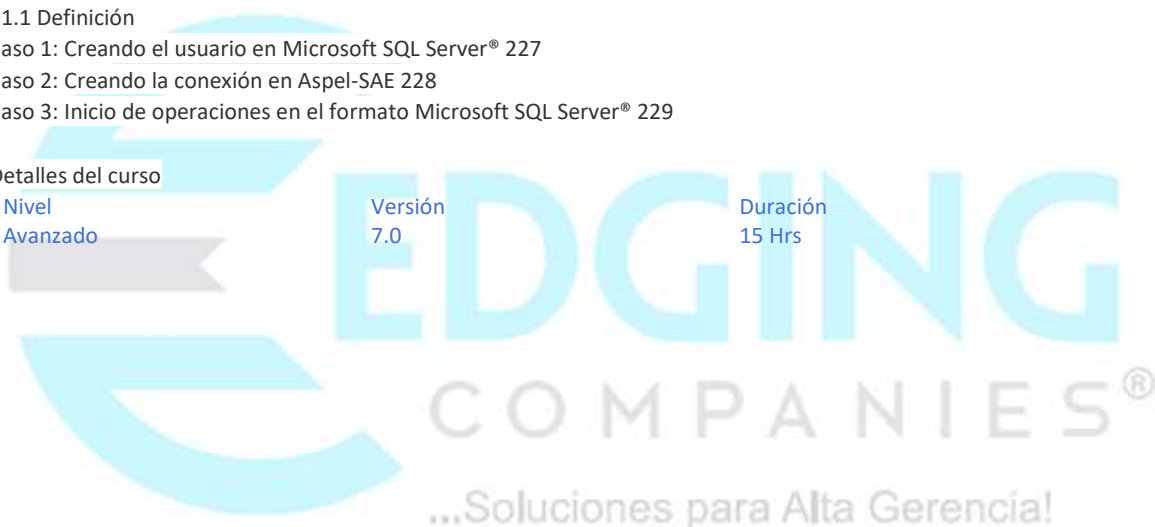 1.1 Definición
aso 1: Creando el usuario en Microsoft SQL Server® 227
aso 2: Creando la conexión en Aspel-SAE 228
aso 3: Inicio de operaciones en el formato Microsoft SQL Server® 229
Detalles del curso
Nivel Versión Duración
Avanzado 7.0 15 Hrs
EDGING
COMPANIES®
...Soluciones para Alta Gerencia!